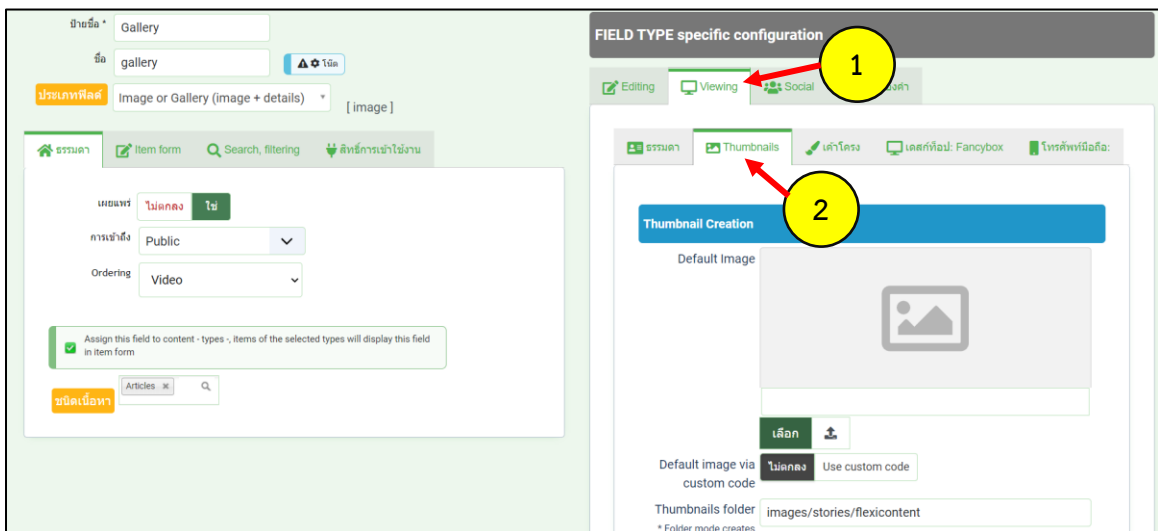 ป้ายชื่อ *
Gallery
ชื่อ
gallery
โน้ต
ประเภทฟิลด์
Image or Gallery (image + details)
[ image ]
ธรรมดา
Item form
Search, filtering
สิทธิ์การเข้าใช้งาน
เผยแพร่
ไม่ตกลง
ใช่
การเข้าถึง
Public
Ordering
Video
Assign this field to content - types -, items of the selected types will display this field
in item form
ชนิดเนื้อหา
Articles ×
FIELD TYPE specific configuration
1
Editing
Viewing
Social
ธรรมดา
Thumbnails
เค้าโครง
เดสก์ท็อป: Fancybox
โทรศัพท์มือถือ:
2
Thumbnail Creation
Default Image
เลือก
Default image via
custom code
ไม่ตกลง
Use custom code
Thumbnails folder
images/stories/flexicontent
* Folder mode creates